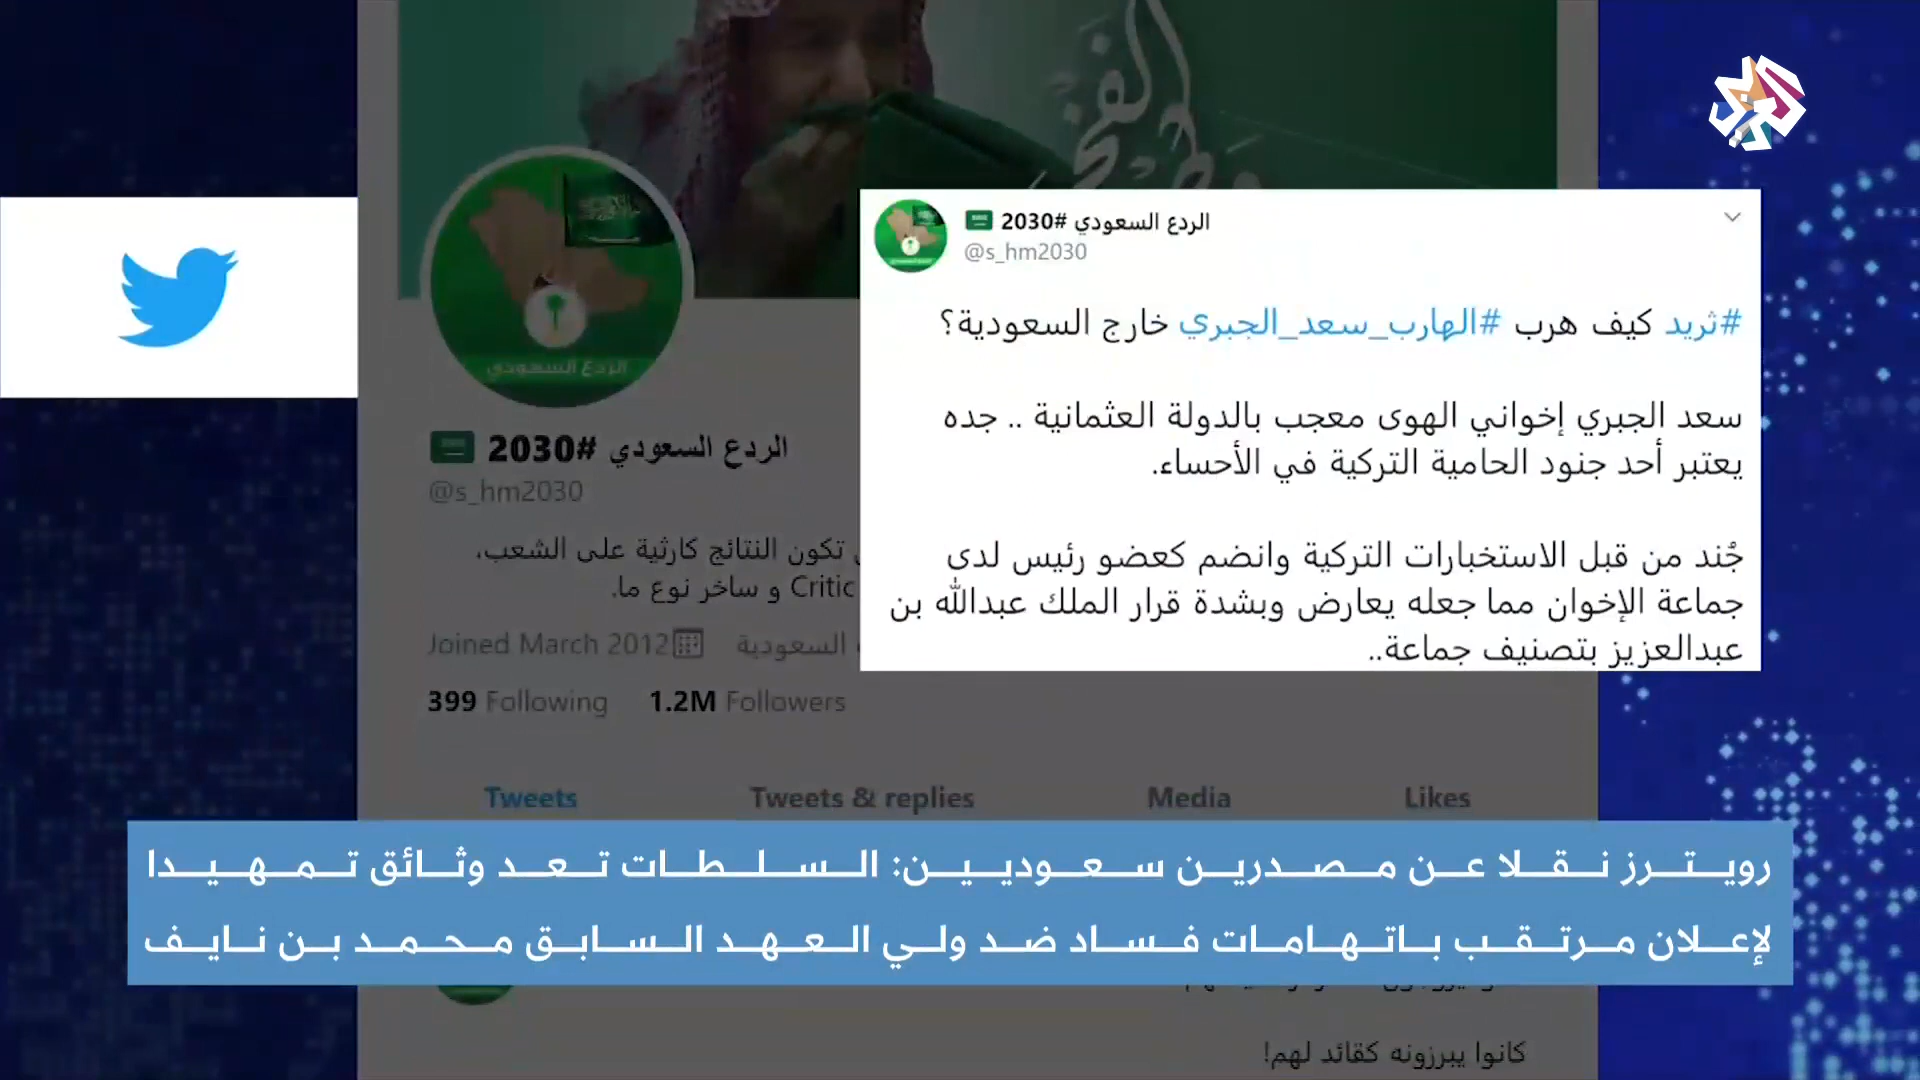 الردع السعودي #2030
@s_hm2030
#ثريد كيف هرب #الهارب_سعد_الجبري خارج السعودية؟
سعد الجبري إخواني الهوى معجب بالدولة العثمانية .. جده
يعتبر أحد جنود الحامية التركية في الأحساء.
جُند من قبل الاستخبارات التركية وانضم كعضو رئيس لدى
جماعة الإخوان مما جعله يعارض وبشدة قرار الملك عبدالله بن
عبدالعزيز بتصنيف جماعة..
الردع السعودي
الردع السعودي #2030
@s_hm2030
تكون النتائج كارثية على الشعب،
Critic و ساخر نوع ما.
السعودية Joined March 2012
399 Following 1.2M Followers
Tweets Tweets & replies Media Likes
رويترز نقلا عن مصدرين سعوديين: السلطات تعد وثائق تمهيدا
لإعلان مرتقب باتهامات فساد ضد ولي العهد السابق محمد بن نايف
كانوا يبرزونه كقائد لهم!